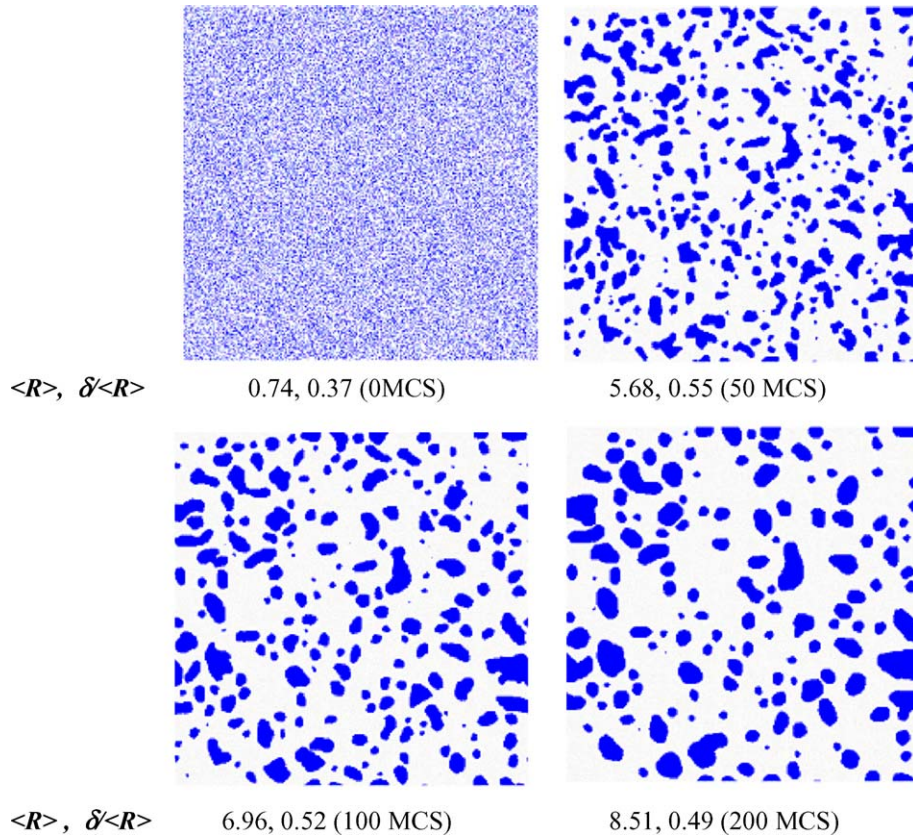 <R>, δ/<R> 0.74, 0.37 (0MCS) 5.68, 0.55 (50 MCS)
<R> , δ/<R> 6.96, 0.52 (100 MCS) 8.51, 0.49 (200 MCS)